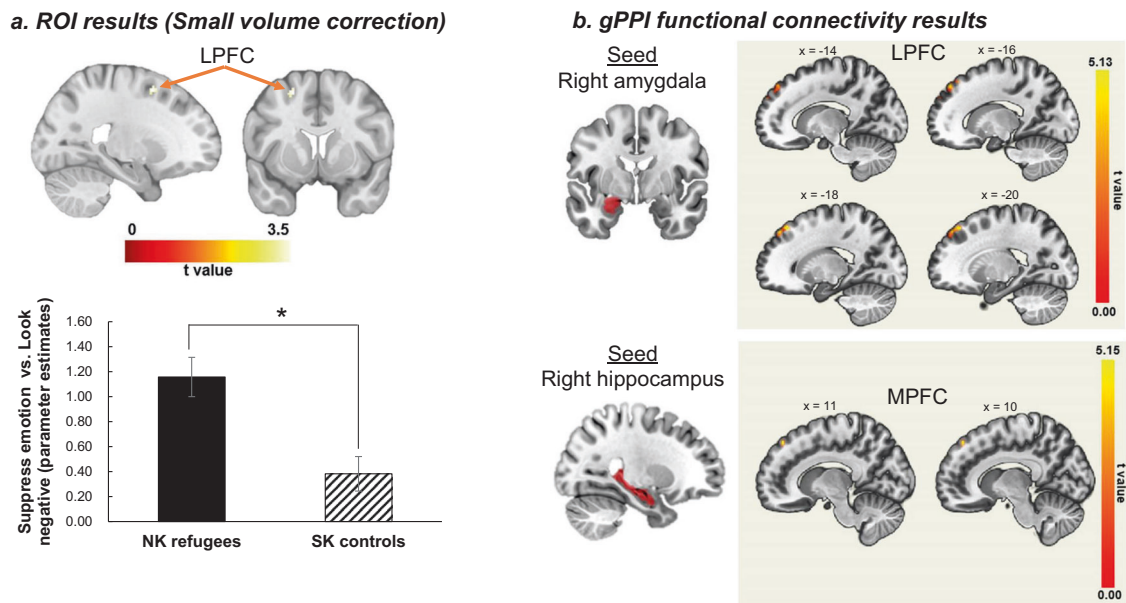 a. ROI results (Small volume correction)
LPFC
0 3.5
t value
Suppress emotion vs. Look
negative (parameter estimates)
1.60
1.40
1.20
1.00
0.80
0.60
0.40
0.20
0.00
*
NK refugees SK controls
b. gPPI functional connectivity results
Seed
Right amygdala
LPFC
x = -14 x = -16
x = -18 x = -20
5.13
t value
0.00
Seed
Right hippocampus
MPFC
x = 11 x = 10
5.15
t value
0.00